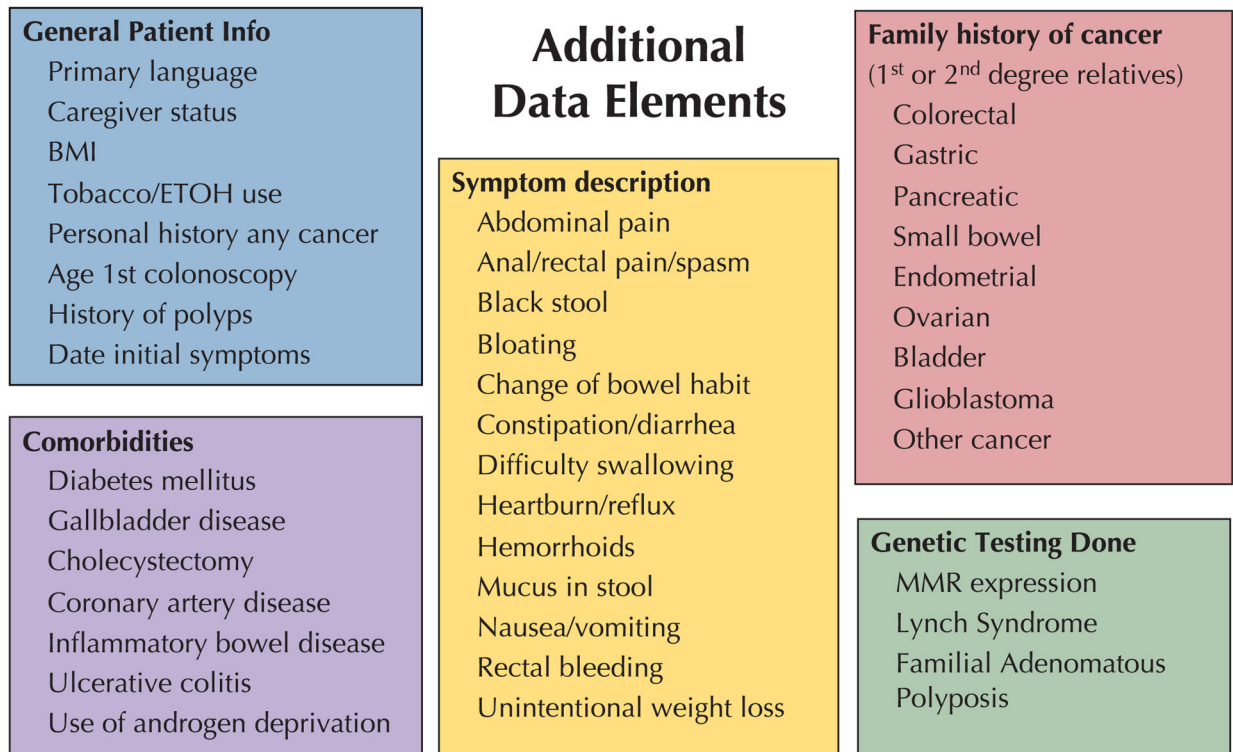 General Patient Info
Primary language
Caregiver status
BMI
Tobacco/ETOH use
Personal history any cancer
Age 1st colonoscopy
History of polyps
Date initial symptoms
Comorbidities
Diabetes mellitus
Gallbladder disease
Cholecystectomy
Coronary artery disease
Inflammatory bowel disease
Ulcerative colitis
Use of androgen deprivation
Additional
Data Elements
Symptom description
Abdominal pain
Anal/rectal pain/spasm
Black stool
Bloating
Change of bowel habit
Constipation/diarrhea
Difficulty swallowing
Heartburn/reflux
Hemorrhoids
Mucus in stool
Nausea/vomiting
Rectal bleeding
Unintentional weight loss
Family history of cancer
(1st or 2nd degree relatives)
Colorectal
Gastric
Pancreatic
Small bowel
Endometrial
Ovarian
Bladder
Glioblastoma
Other cancer
Genetic Testing Done
MMR expression
Lynch Syndrome
Familial Adenomatous
Polyposis